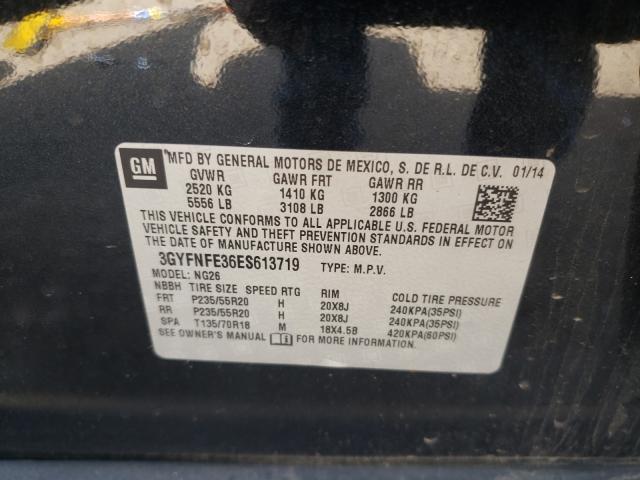 GM
MFD BY GENERAL MOTORS DE MEXICO, S. DE R.L. DE C.V. 01/14
GVWR GAWR FRT GAWR RR
2520 KG 1410 KG 1300 KG
5556 LB 3108 LB 2866 LB
THIS VEHICLE CONFORMS TO ALL APPLICABLE U.S. FEDERAL MOTOR
VEHICLE SAFETY AND THEFT PREVENTION STANDARDS IN EFFECT ON
THE DATE OF MANUFACTURE SHOWN ABOVE.
3GYFNFE36ES613719 TYPE: M.P.V.
MODEL: NG26
NBBH TIRE SIZE SPEED RTG RIM COLD TIRE PRESSURE
FRT P235/55R20 H 20X8J 240KPA(35PSI)
RR P235/55R20 H 20X8J 240KPA(35PSI)
SPA T135/70R18 M 18X4.5B 420KPA(60PSI)
SEE OWNER'S MANUAL FOR MORE INFORMATION.